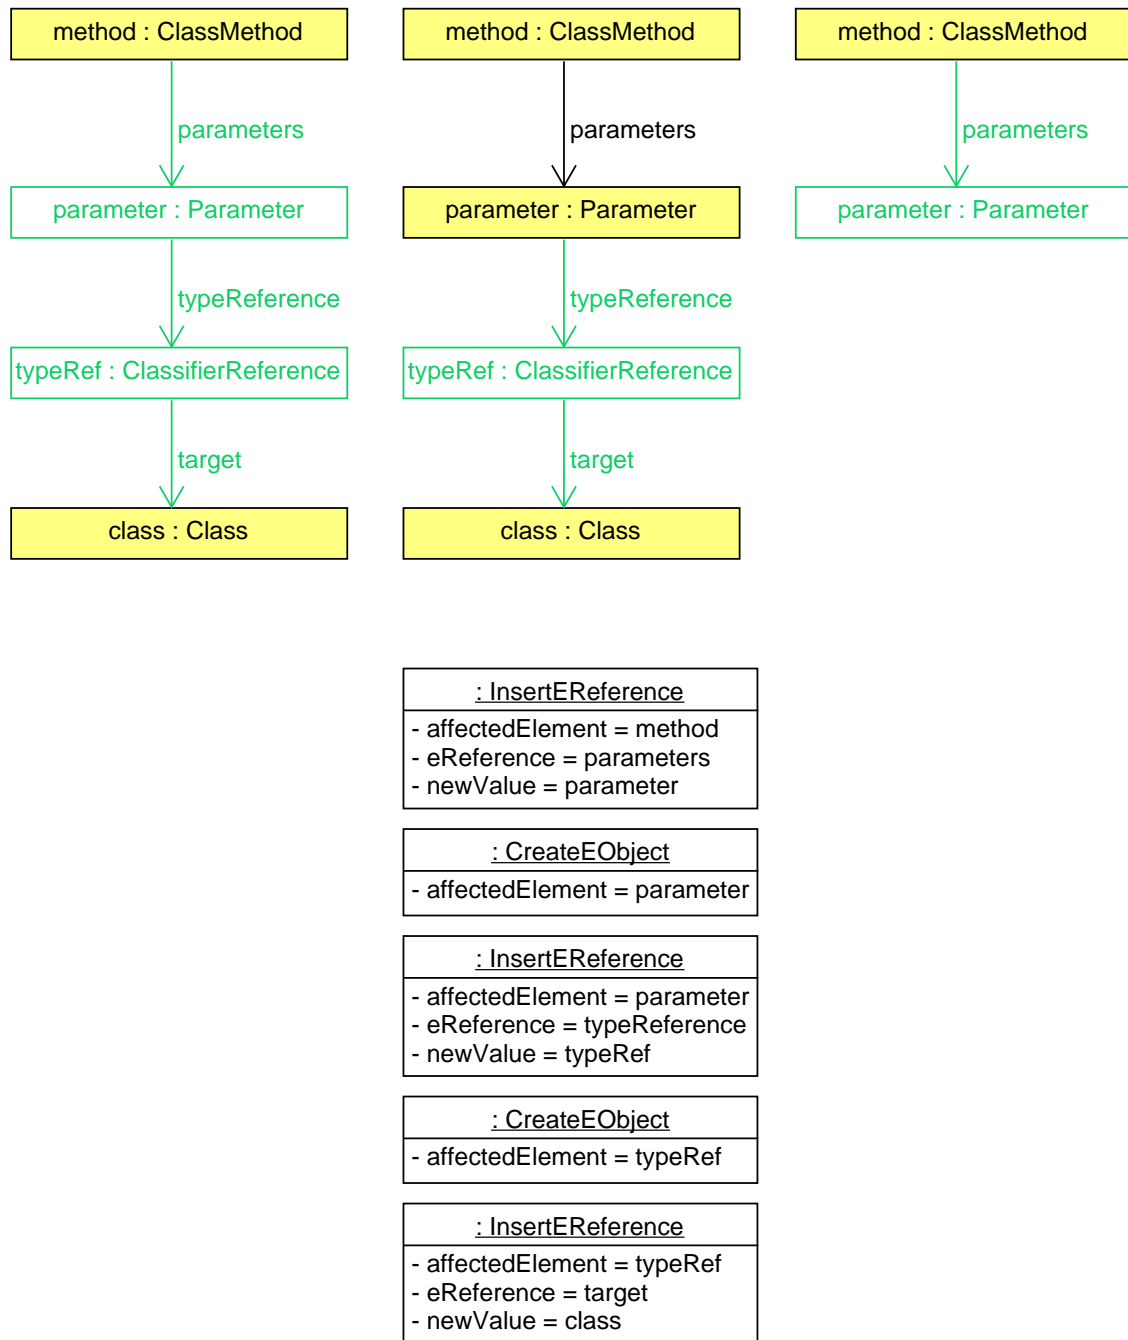 method : ClassMethod
parameters
parameter : Parameter
typeReference
typeRef : ClassifierReference
target
class : Class
method : ClassMethod
parameters
parameter : Parameter
typeReference
typeRef : ClassifierReference
target
class : Class
method : ClassMethod
parameters
parameter : Parameter
: InsertEReference
- affectedElement = method
- eReference = parameters
- newValue = parameter
: CreateEObject
- affectedElement = parameter
: InsertEReference
- affectedElement = parameter
- eReference = typeReference
- newValue = typeRef
: CreateEObject
- affectedElement = typeRef
: InsertEReference
- affectedElement = typeRef
- eReference = target
- newValue = class